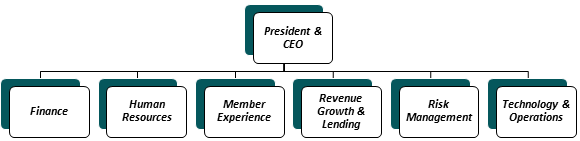 President &
CEO
Finance
Human
Resources
Member
Experience
Revenue
Growth &
Lending
Risk
Management
Technology &
Operations